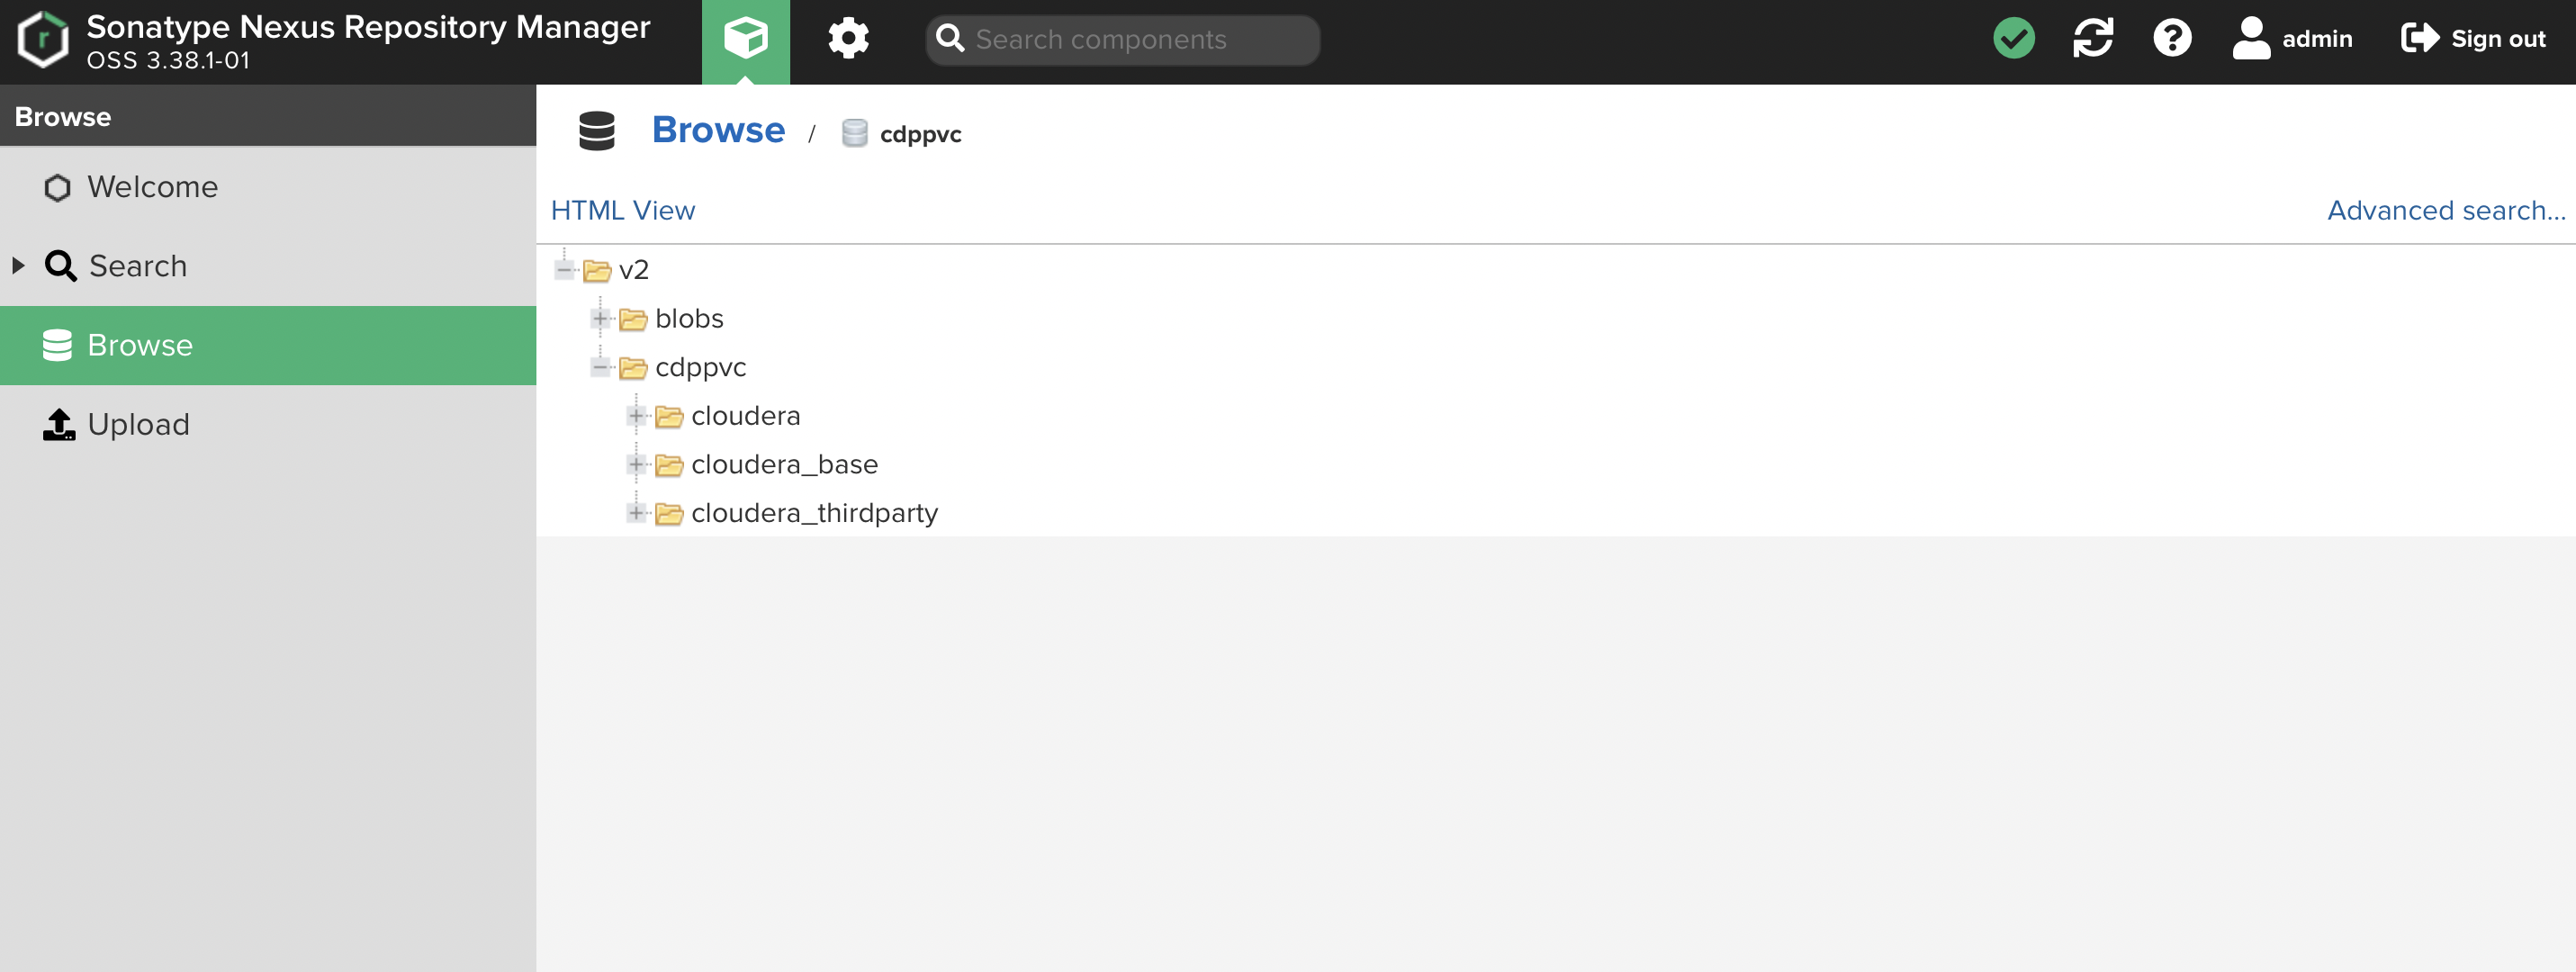 Sonatype Nexus Repository Manager
OSS 3.38.1-01
Search components
admin
Sign out
Browse
Welcome
Search
Browse
Upload
Browse / cdppvc
HTML View
Advanced search...
v2
blobs
cdppvc
cloudera
cloudera_base
cloudera_thirdparty